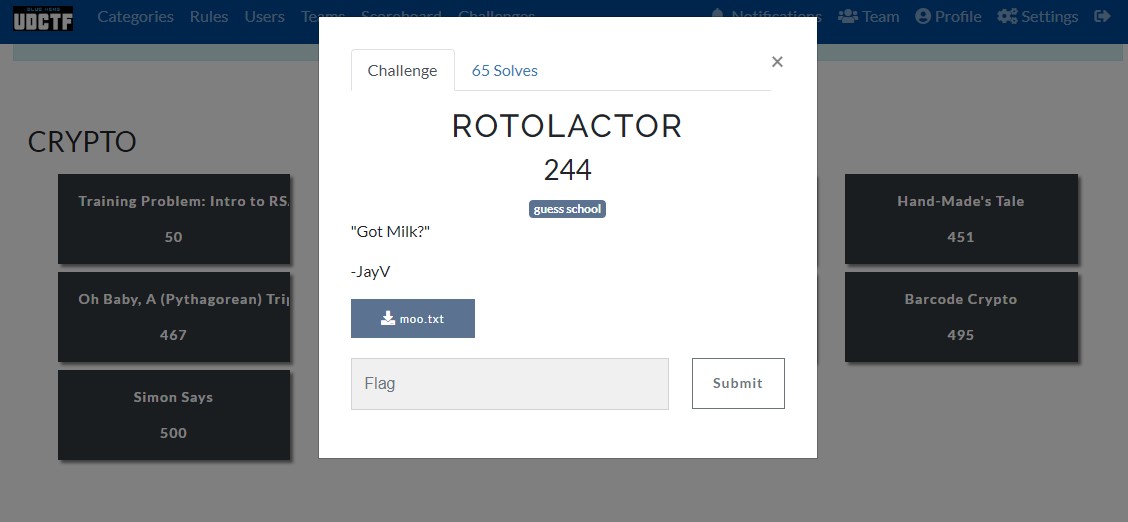 BLUE HENS
UDCTF
Categories Rules Users Teams Scoreboard Challenges Notifications Team Profile Settings
Challenge 65 Solves ×
ROTOLACTOR
244
guess school
"Got Milk?"
-JayV
moo.txt
Flag Submit
CRYPTO
Training Problem: Intro to RS
50
Hand-Made's Tale
451
Oh Baby, A (Pythagorean) Trip
467
Barcode Crypto
495
Simon Says
500